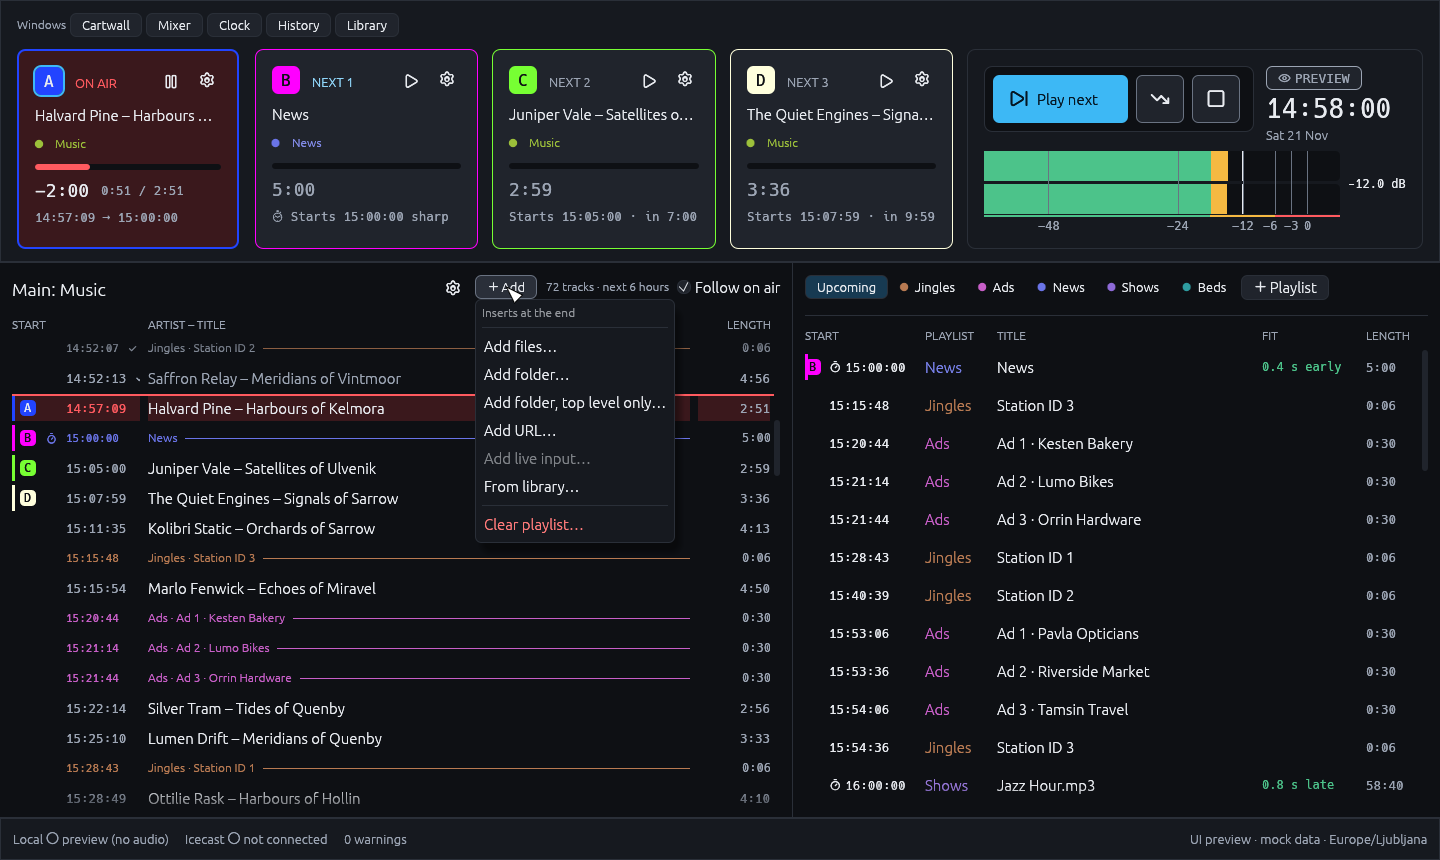 Windows Cartwall Mixer Clock History Library
A ON AIR
Halvard Pine – Harbours …
Music
−2:00 0:51 / 2:51
14:57:09 → 15:00:00
B NEXT 1
News
News
5:00
Starts 15:00:00 sharp
C NEXT 2
Juniper Vale – Satellites o…
Music
2:59
Starts 15:05:00 · in 7:00
D NEXT 3
The Quiet Engines – Signa…
Music
3:36
Starts 15:07:59 · in 9:59
Play next
PREVIEW
14:58:00
Sat 21 Nov
-12.0 dB
−48 −24 −12 −6 −3 0
Main: Music
+ Add
72 tracks · next 6 hours
Follow on air
START ARTIST – TITLE LENGTH
14:52:07 Jingles · Station ID 2 0:06
14:52:13 Saffron Relay – Meridians of Vintmoor 4:56
A 14:57:09 Halvard Pine – Harbours of Kelmora 2:51
B 15:00:00 News 5:00
C 15:05:00 Juniper Vale – Satellites of Ulvenik 2:59
D 15:07:59 The Quiet Engines – Signals of Sarrow 3:36
15:11:35 Kolibri Static – Orchards of Sarrow 4:13
15:15:48 Jingles · Station ID 3 0:06
15:15:54 Marlo Fenwick – Echoes of Miravel 4:50
15:20:44 Ads · Ad 1 · Kesten Bakery 0:30
15:21:14 Ads · Ad 2 · Lumo Bikes 0:30
15:21:44 Ads · Ad 3 · Orrin Hardware 0:30
15:22:14 Silver Tram – Tides of Quenby 2:56
15:25:10 Lumen Drift – Meridians of Quenby 3:33
15:28:43 Jingles · Station ID 1 0:06
15:28:49 Ottilie Rask – Harbours of Hollin 4:10
Inserts at the end
Add files…
Add folder…
Add folder, top level only…
Add URL…
Add live input…
From library…
Clear playlist…
Upcoming Jingles Ads News Shows Beds + Playlist
START PLAYLIST TITLE FIT LENGTH
B 15:00:00 News News 0.4 s early 5:00
15:15:48 Jingles Station ID 3 0:06
15:20:44 Ads Ad 1 · Kesten Bakery 0:30
15:21:14 Ads Ad 2 · Lumo Bikes 0:30
15:21:44 Ads Ad 3 · Orrin Hardware 0:30
15:28:43 Jingles Station ID 1 0:06
15:40:39 Jingles Station ID 2 0:06
15:53:06 Ads Ad 1 · Pavla Opticians 0:30
15:53:36 Ads Ad 2 · Riverside Market 0:30
15:54:06 Ads Ad 3 · Tamsin Travel 0:30
15:54:36 Jingles Station ID 3 0:06
16:00:00 Shows Jazz Hour.mp3 0.8 s late 58:40
Local preview (no audio) Icecast not connected 0 warnings
UI preview · mock data · Europe/Ljubljana